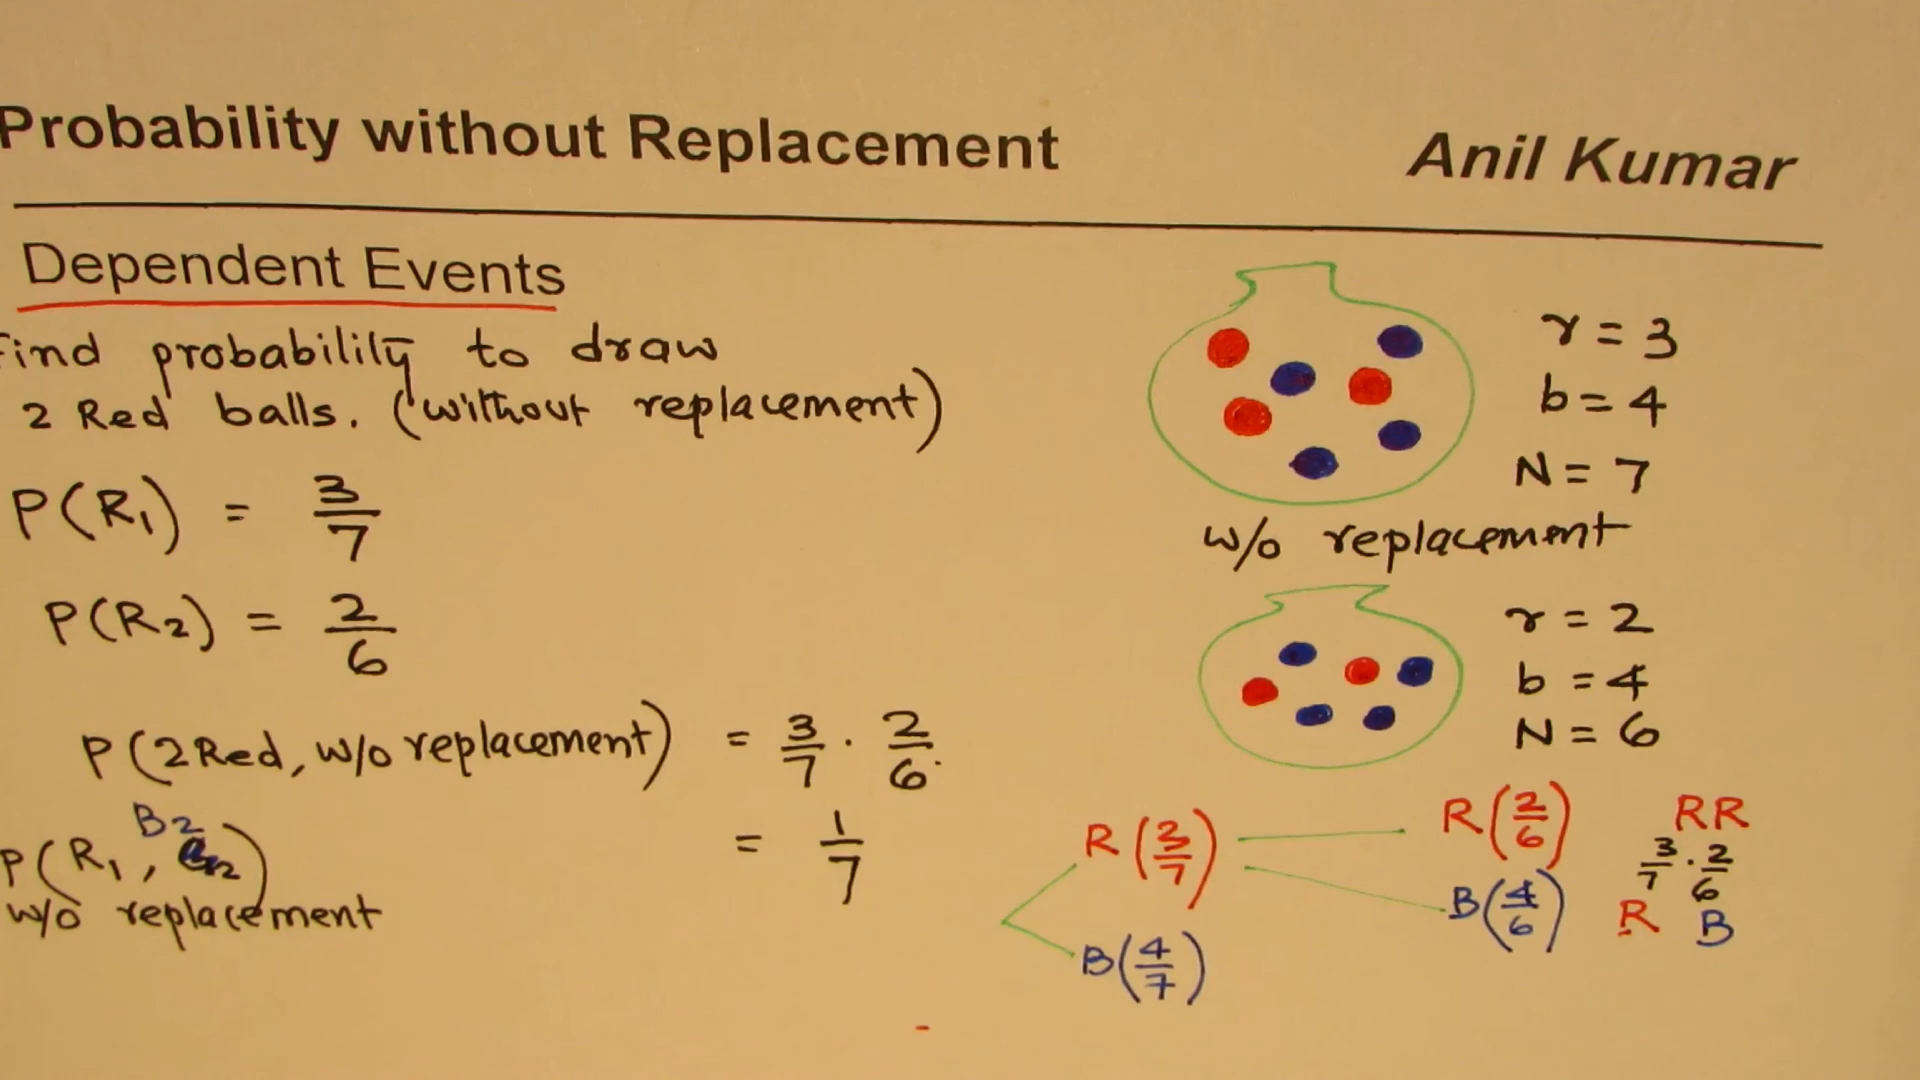 Probability without Replacement
Anil Kumar
Dependent Events
Find probability to draw
2 Red balls. (without replacement)
P(R₁) = 3/7
P(R₂) = 2/6
P(2Red, w/o replacement) = 3/7 · 2/6
= 1/7
B₂
P(R₁, )
w/o replacement
r = 3
b = 4
N = 7
w/o replacement
r = 2
b = 4
N = 6
R(3/7)
B(4/7)
R(2/6)
B(4/6)
RR
3/7 · 2/6
R B